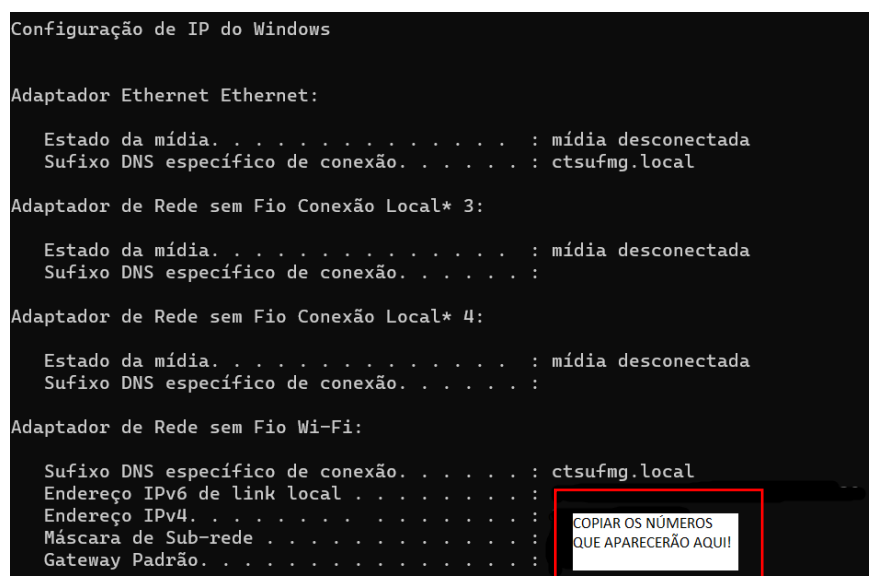 Configuração de IP do Windows
Adaptador Ethernet Ethernet:
Estado da mídia. . . . . . . . . . . . . . : mídia desconectada
Sufixo DNS específico de conexão. . . . . . : ctsufmg.local
Adaptador de Rede sem Fio Conexão Local* 3:
Estado da mídia. . . . . . . . . . . . . . : mídia desconectada
Sufixo DNS específico de conexão. . . . . . :
Adaptador de Rede sem Fio Conexão Local* 4:
Estado da mídia. . . . . . . . . . . . . . : mídia desconectada
Sufixo DNS específico de conexão. . . . . . :
Adaptador de Rede sem Fio Wi-Fi:
Sufixo DNS específico de conexão. . . . . . : ctsufmg.local
Endereço IPv6 de link local . . . . . . . . :
Endereço IPv4. . . . . . . . . . . . . . . :
COPIAR OS NÚMEROS
Máscara de Sub-rede . . . . . . . . . . . . :
QUE APARECERÃO AQUI!
Gateway Padrão. . . . . . . . . . . . . . . :